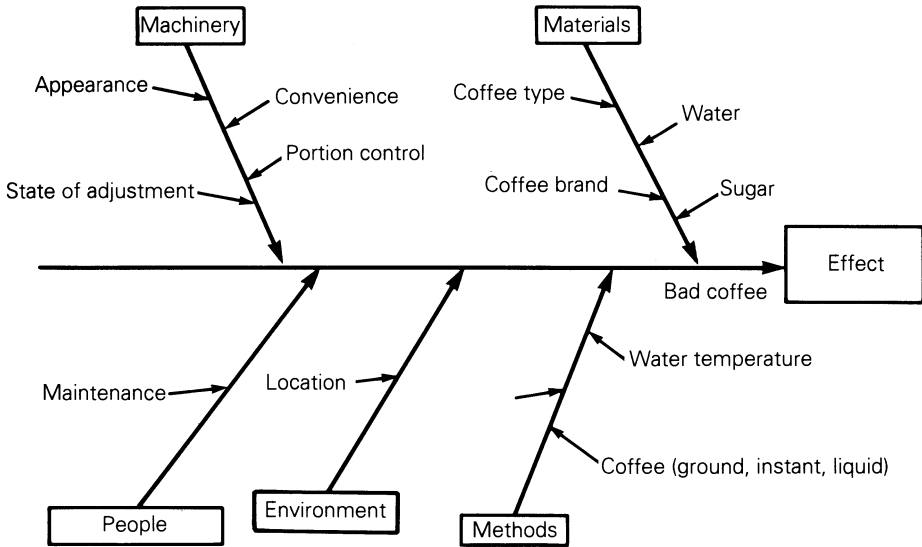 Machinery
Materials
Appearance
Convenience
Coffee type
Water
Portion control
State of adjustment
Coffee brand
Sugar
Effect
Bad coffee
Water temperature
Maintenance
Location
Coffee (ground, instant, liquid)
People
Environment
Methods